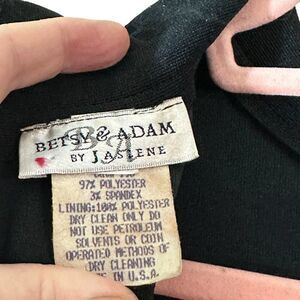 BETSY & ADAM
BA
BY JASLENE
97% POLYESTER
3% SPANDEX
LINING: 100% POLYESTER
DRY CLEAN ONLY DO
NOT USE PETROLEUM
SOLVENTS OR COIN
OPERATED METHODS OF
DRY CLEANING
IN U.S.A.